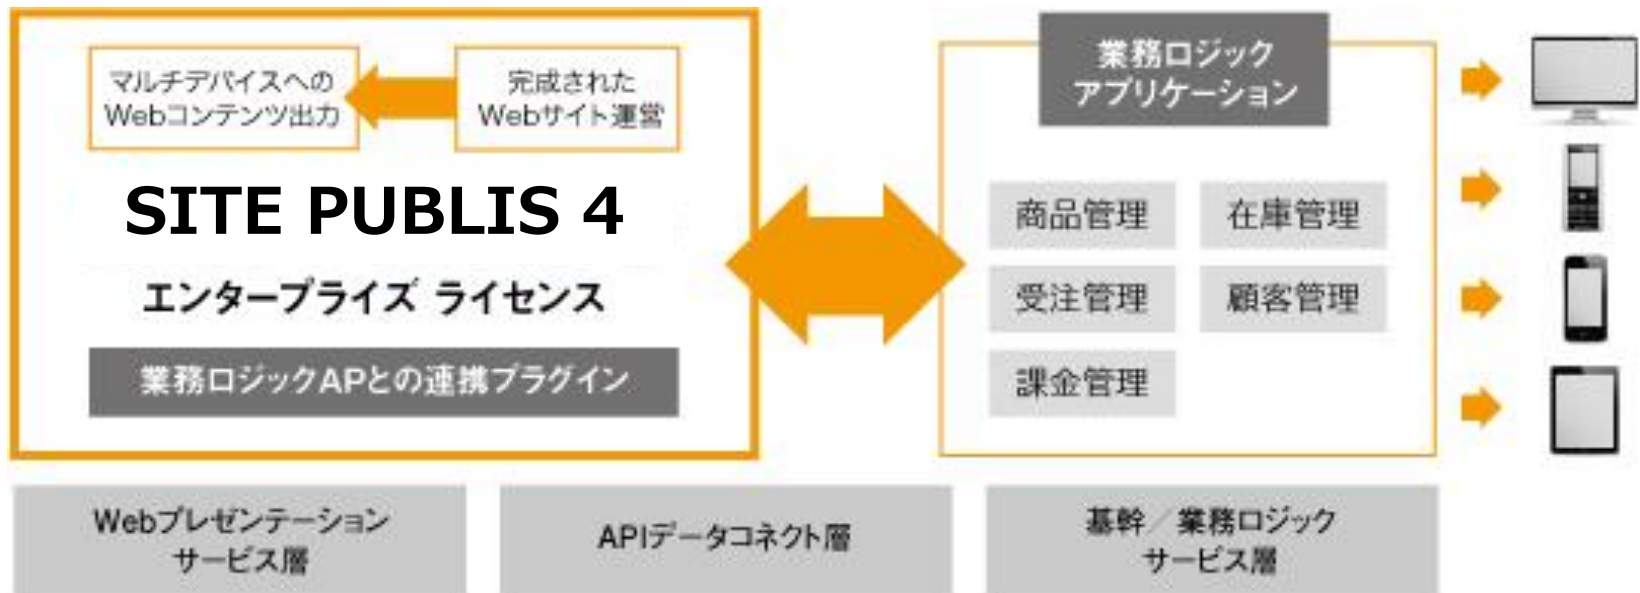 マルチデバイスへの
Webコンテンツ出力
完成された
Webサイト運営
SITE PUBLIS 4
エンタープライズ ライセンス
業務ロジックAPとの連携プラグイン
業務ロジック
アプリケーション
商品管理
在庫管理
受注管理
顧客管理
課金管理
Webプレゼンテーション
サービス層
APIデータコネクト層
基幹／業務ロジック
サービス層